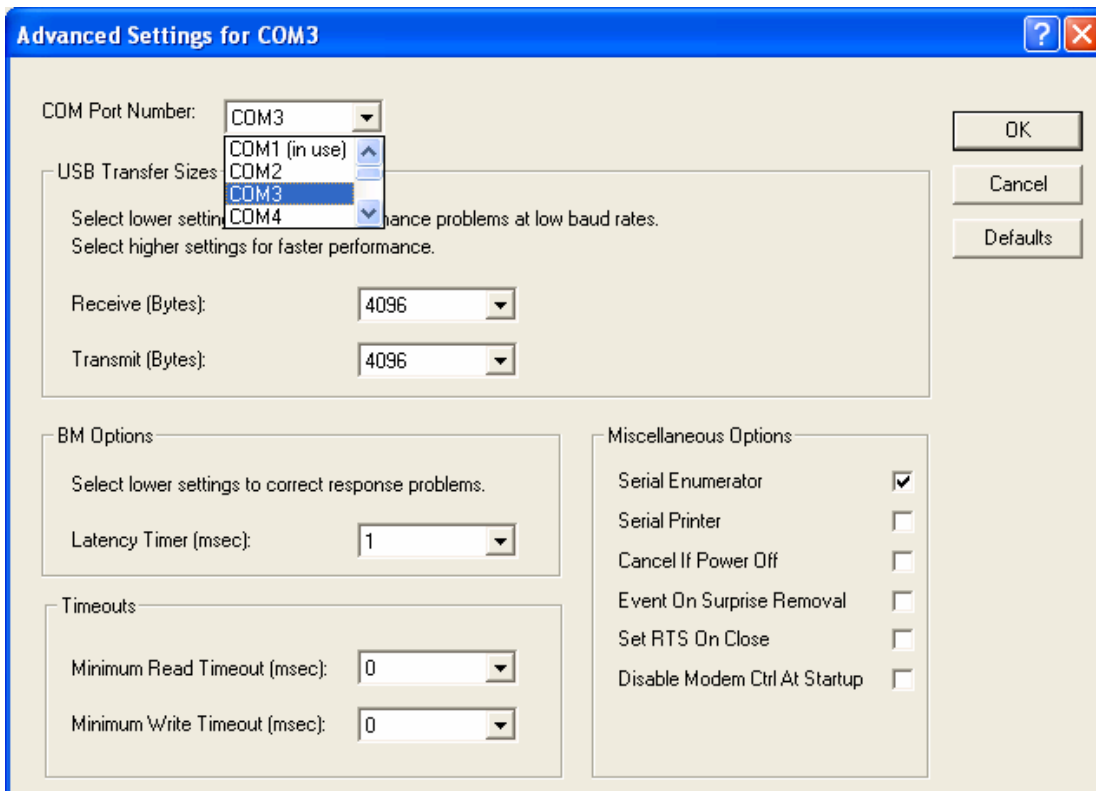 Advanced Settings for COM3
COM Port Number:
COM3
COM1 (in use)
COM2
COM3
COM4
OK
Cancel
Defaults
USB Transfer Sizes
Select lower settin mance problems at low baud rates.
Select higher settings for faster performance.
Receive (Bytes):
4096
Transmit (Bytes):
4096
BM Options
Select lower settings to correct response problems.
Latency Timer (msec):
1
Timeouts
Minimum Read Timeout (msec):
0
Minimum Write Timeout (msec):
0
Miscellaneous Options
Serial Enumerator
Serial Printer
Cancel If Power Off
Event On Surprise Removal
Set RTS On Close
Disable Modem Ctrl At Startup